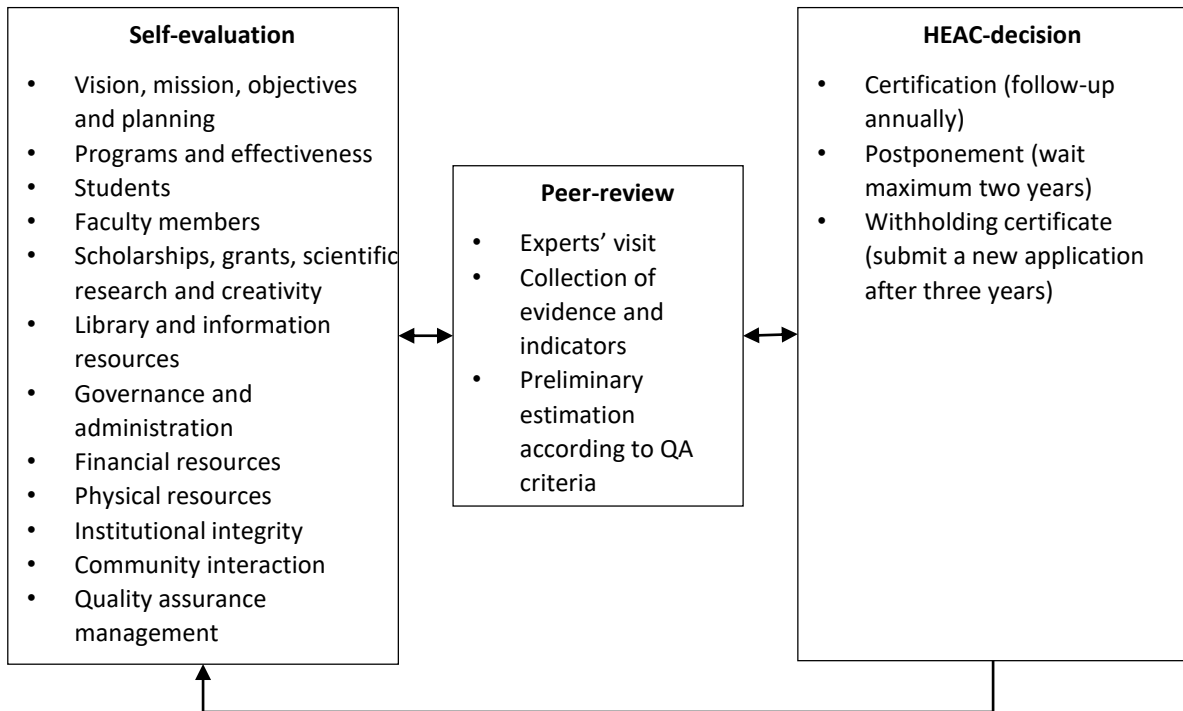 Self-evaluation
• Vision, mission, objectives
and planning
• Programs and effectiveness
• Students
• Faculty members
• Scholarships, grants, scientific
research and creativity
• Library and information
resources
• Governance and
administration
• Financial resources
• Physical resources
• Institutional integrity
• Community interaction
• Quality assurance
management
Peer-review
• Experts’ visit
• Collection of
evidence and
indicators
• Preliminary
estimation
according to QA
criteria
HEAC-decision
• Certification (follow-up
annually)
• Postponement (wait
maximum two years)
• Withholding certificate
(submit a new application
after three years)